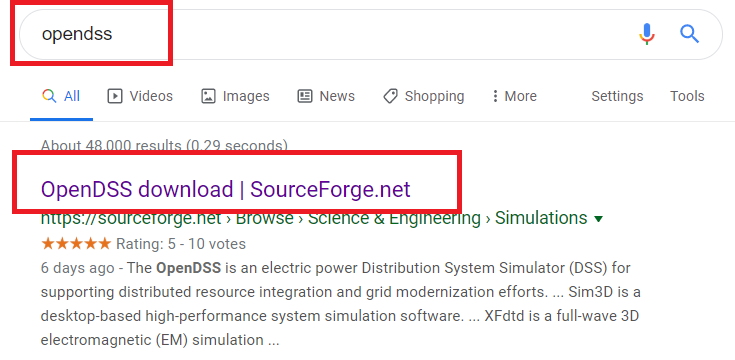 opendss
All Videos Images News Shopping More Settings Tools
About 48,000 results (0.29 seconds)
OpenDSS download | SourceForge.net
https://sourceforge.net › Browse › Science & Engineering › Simulations
Rating: 5 - 10 votes
6 days ago - The OpenDSS is an electric power Distribution System Simulator (DSS) for
supporting distributed resource integration and grid modernization efforts. ... Sim3D is a
desktop-based high-performance system simulation software. ... XFdtd is a full-wave 3D
electromagnetic (EM) simulation ...